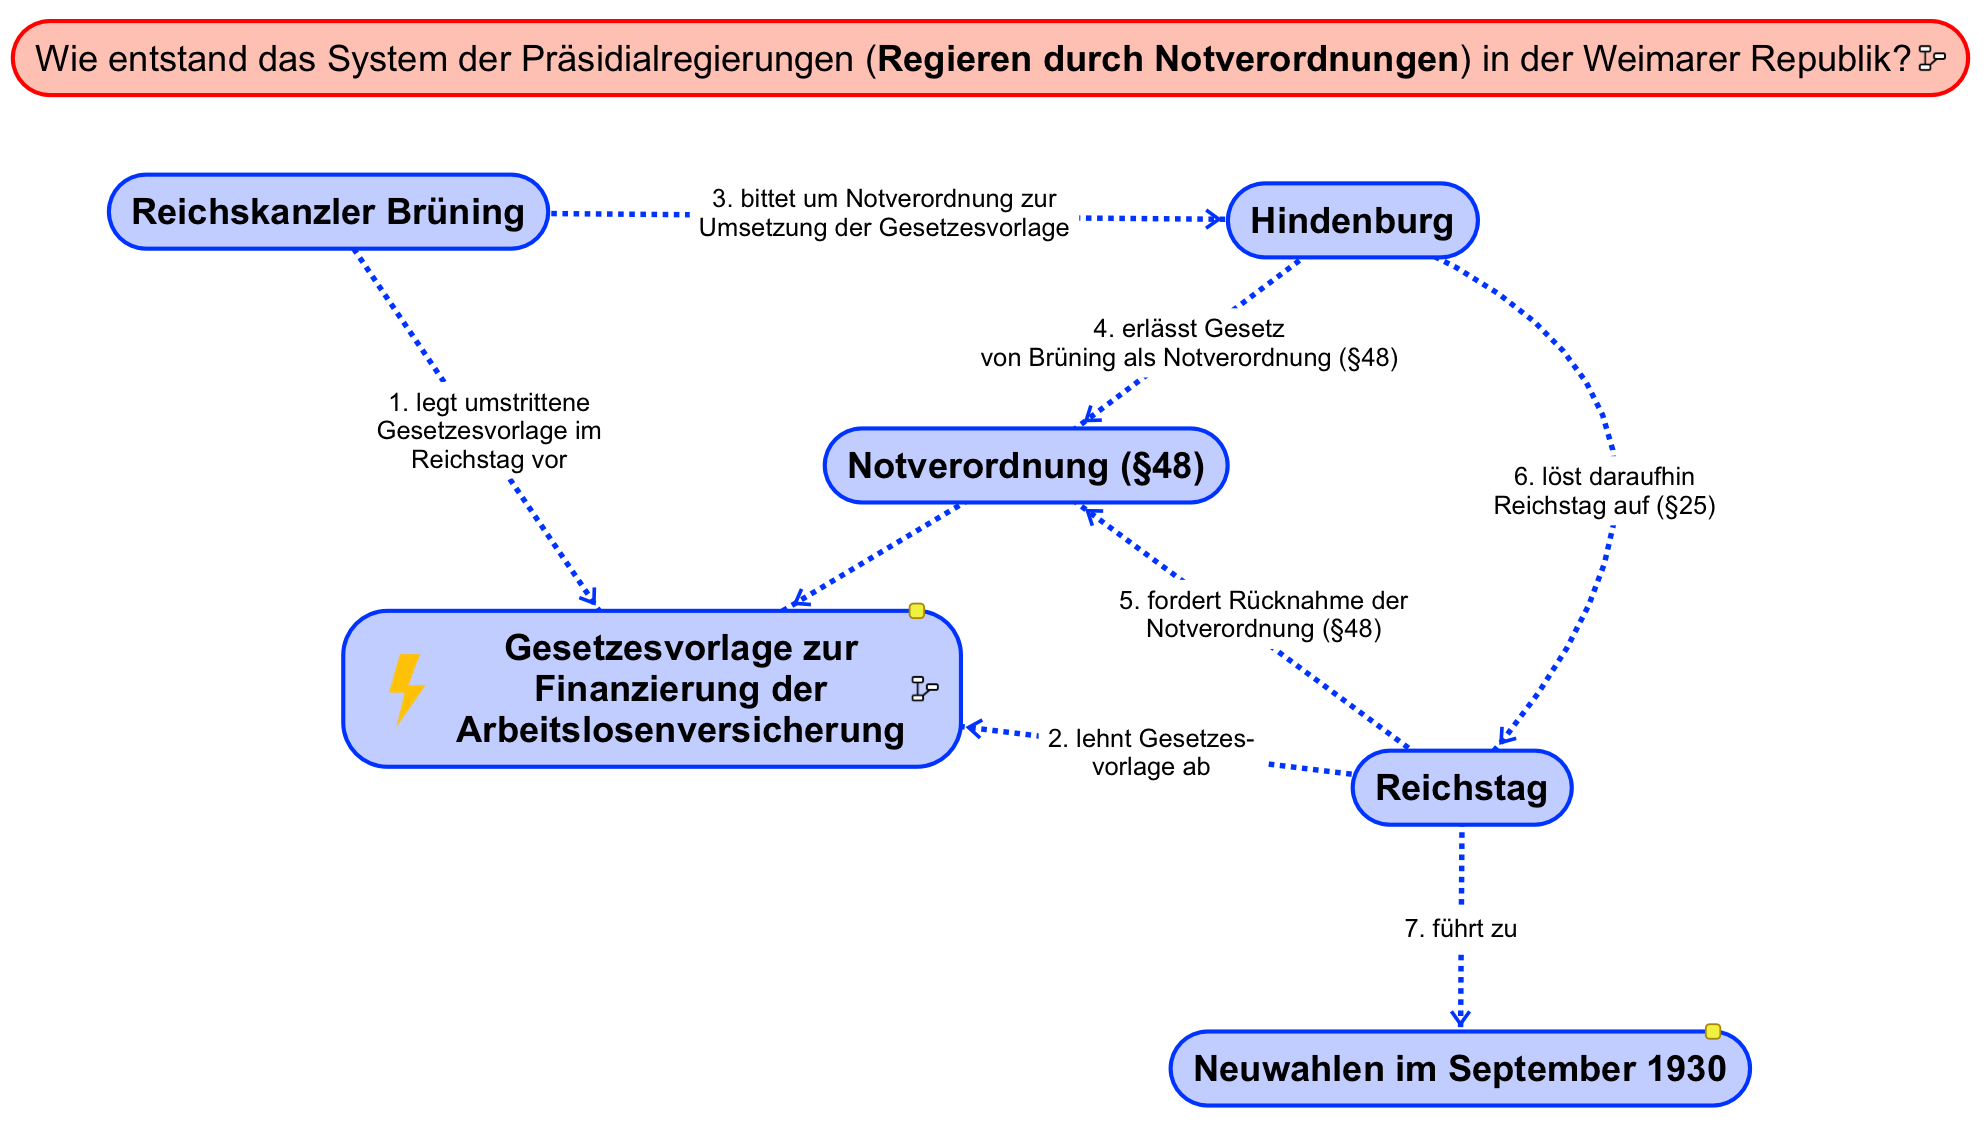 Wie entstand das System der Präsidialregierungen (Regieren durch Notverordnungen) in der Weimarer Republik?
Reichskanzler Brüning
3. bittet um Notverordnung zur
Umsetzung der Gesetzesvorlage
Hindenburg
4. erlässt Gesetz
von Brüning als Notverordnung (§48)
1. legt umstrittene
Gesetzesvorlage im
Reichstag vor
Notverordnung (§48)
6. löst daraufhin
Reichstag auf (§25)
5. fordert Rücknahme der
Notverordnung (§48)
Gesetzesvorlage zur
Finanzierung der
Arbeitslosenversicherung
2. lehnt Gesetzes-
vorlage ab
Reichstag
7. führt zu
Neuwahlen im September 1930